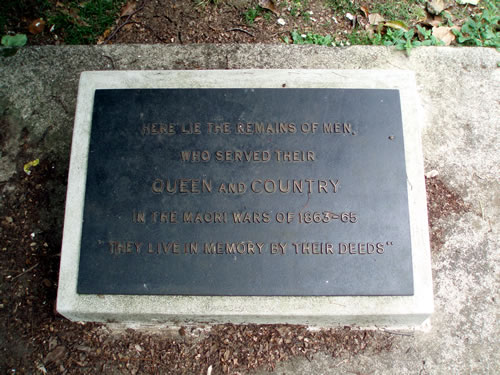 HERE LIE THE REMAINS OF MEN,
WHO SERVED THEIR
QUEEN AND COUNTRY
IN THE MAORI WARS OF 1863-65
"THEY LIVE IN MEMORY BY THEIR DEEDS"